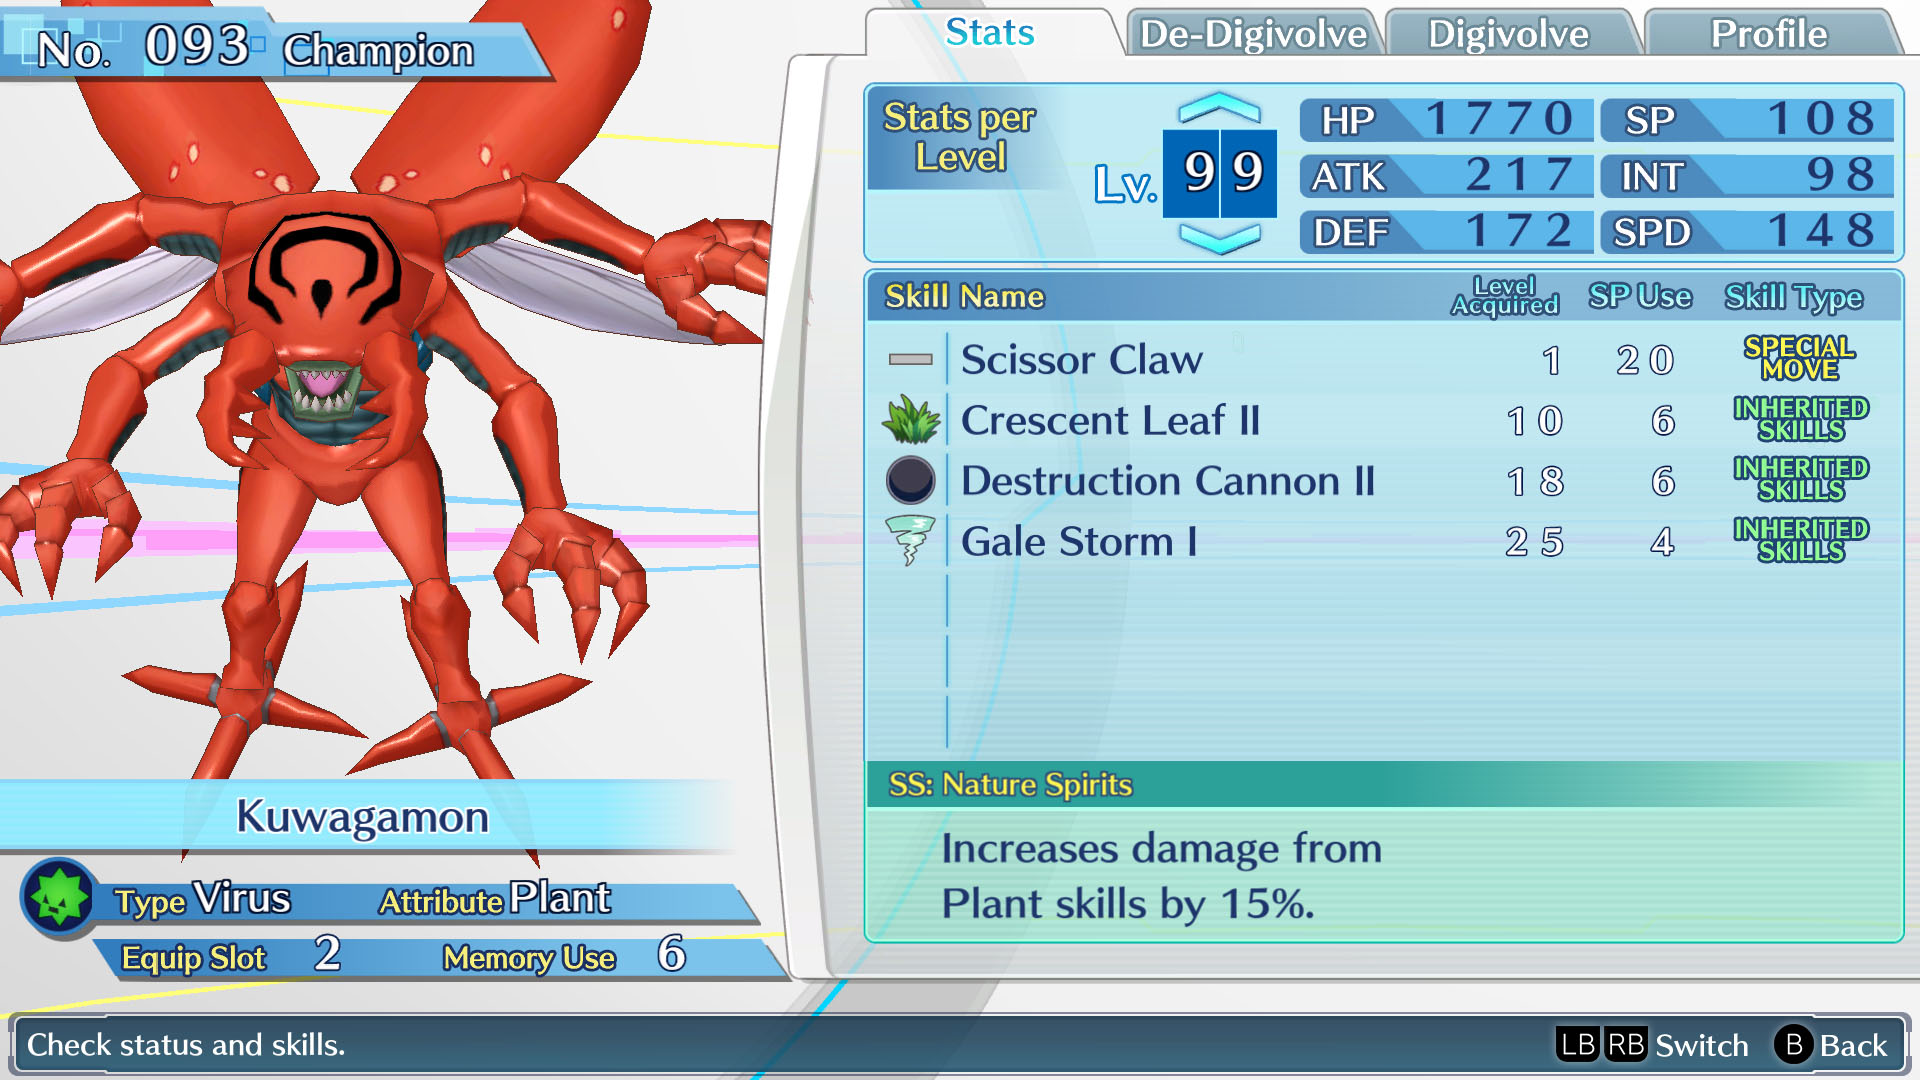 No. 093 Champion
Stats
De-Digivolve
Digivolve
Profile
Stats per
Level
Lv. 99
HP 1770
SP 108
ATK 217
INT 98
DEF 172
SPD 148
Skill Name
Level
Acquired
SP Use
Skill Type
Scissor Claw 1 20 SPECIAL
MOVE
Crescent Leaf II 10 6 INHERITED
SKILLS
Destruction Cannon II 18 6 INHERITED
SKILLS
Gale Storm I 25 4 INHERITED
SKILLS
SS: Nature Spirits
Increases damage from
Plant skills by 15%.
Kuwagamon
Type Virus Attribute Plant
Equip Slot 2 Memory Use 6
Check status and skills.
LB RB Switch B Back